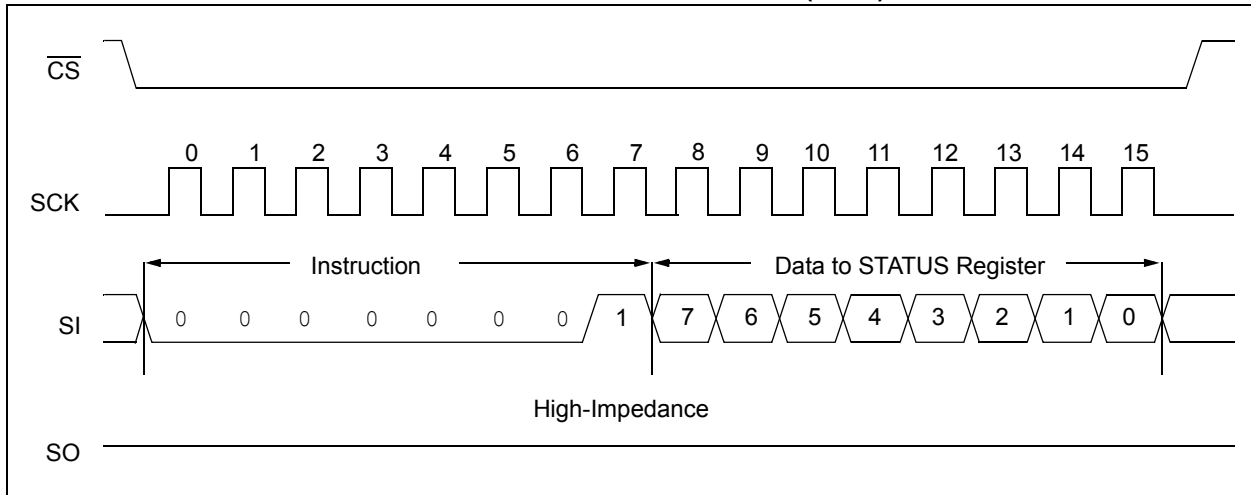 CS
0 1 2 3 4 5 6 7 8 9 10 11 12 13 14 15
SCK
Instruction Data to STATUS Register
SI 0 0 0 0 0 0 0 1 7 6 5 4 3 2 1 0
High-Impedance
SO